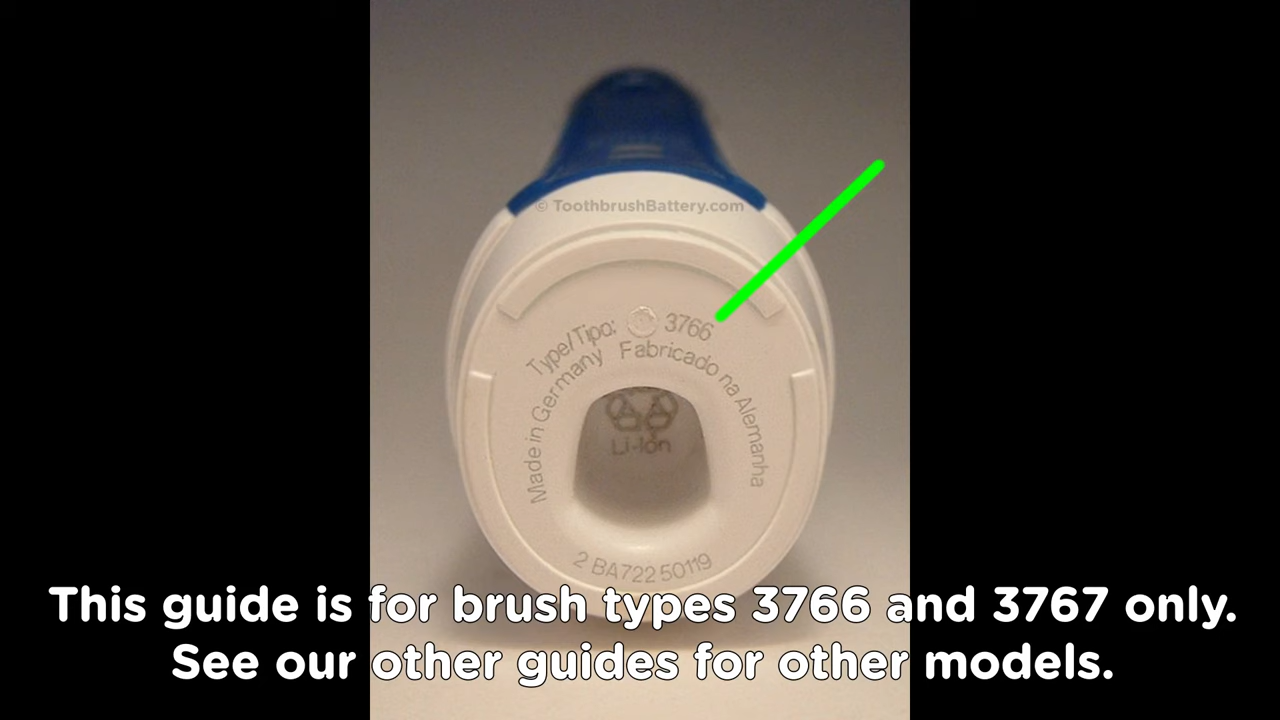 © ToothbrushBattery.com
Type/Tipo: 3766
Made in Germany Fabricado na Alemanha
Li-Ion
2 BA722 50119
This guide is for brush types 3766 and 3767 only.
See our other guides for other models.